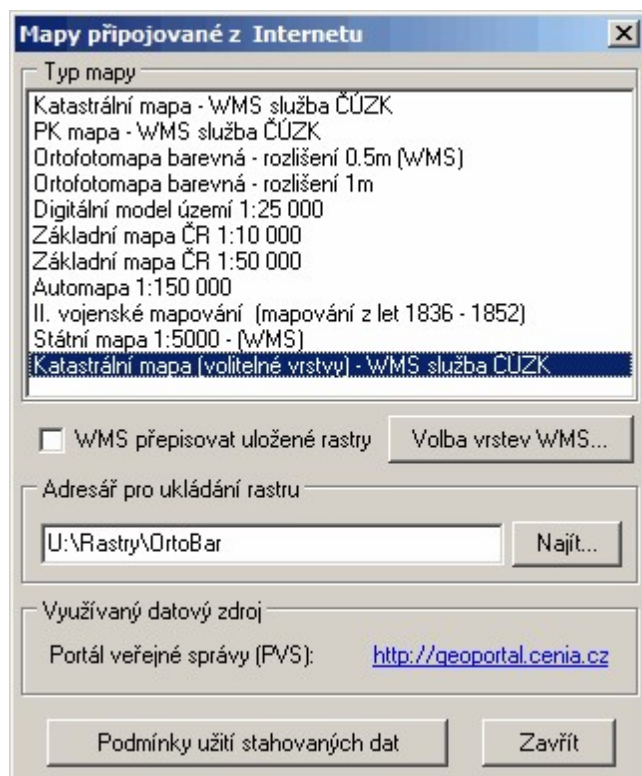 Mapy připojované z Internetu
Typ mapy
Katastrální mapa - WMS služba ČÚZK
PK mapa - WMS služba ČÚZK
Ortofotomapa barevná - rozlišení 0.5m (WMS)
Ortofotomapa barevná - rozlišení 1m
Digitální model území 1:25 000
Základní mapa ČR 1:10 000
Základní mapa ČR 1:50 000
Automapa 1:150 000
II. vojenské mapování (mapování z let 1836 - 1852)
Státní mapa 1:5000 - (WMS)
Katastrální mapa (volitelné vrstvy) - WMS služba ČÚZK
WMS přepisovat uložené rastry
Volba vrstev WMS...
Adresář pro ukládání rastru
U:\Rastry\OrtoBar
Najít...
Využívaný datový zdroj
Portál veřejné správy (PVS):
http://geoportal.cenia.cz
Podmínky užití stahovaných dat
Zavřít